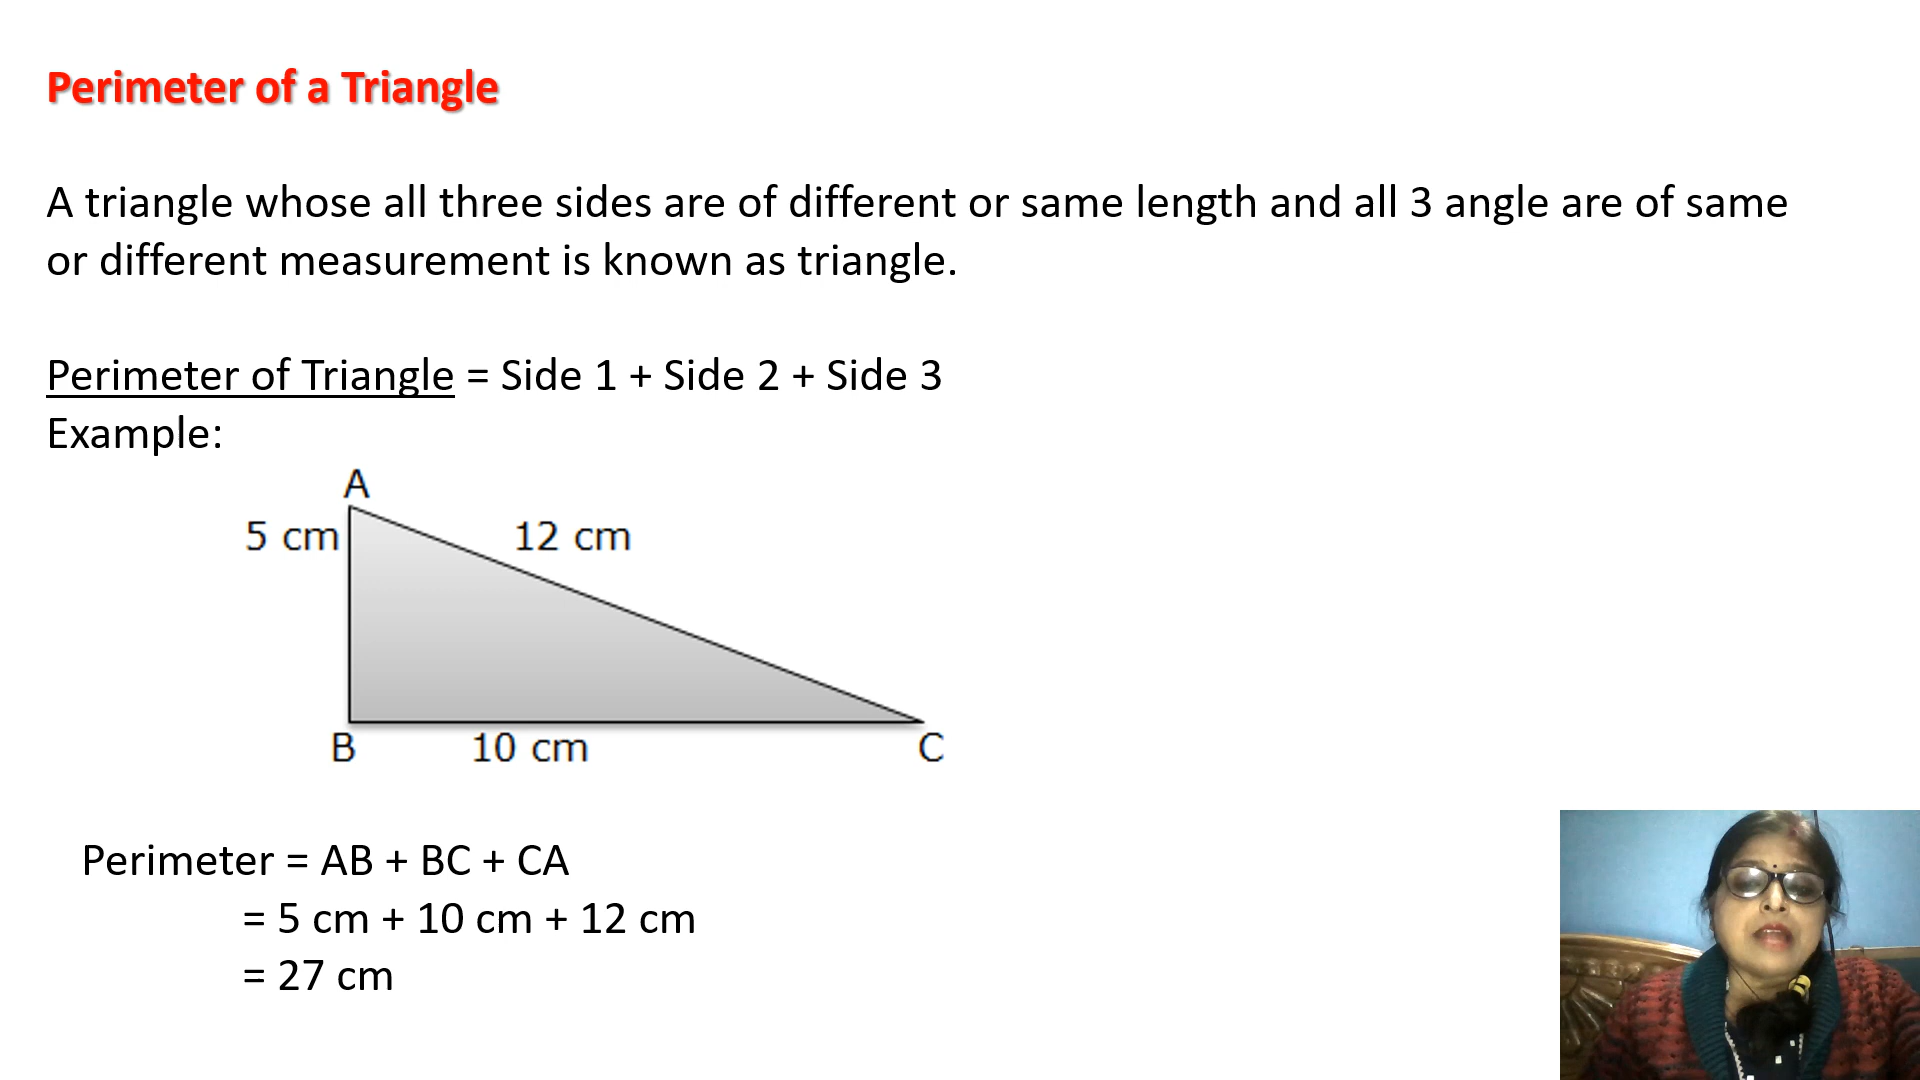 Perimeter of a Triangle
A triangle whose all three sides are of different or same length and all 3 angle are of same
or different measurement is known as triangle.
Perimeter of Triangle = Side 1 + Side 2 + Side 3
Example:
A
5 cm
12 cm
B
10 cm
C
Perimeter = AB + BC + CA
= 5 cm + 10 cm + 12 cm
= 27 cm